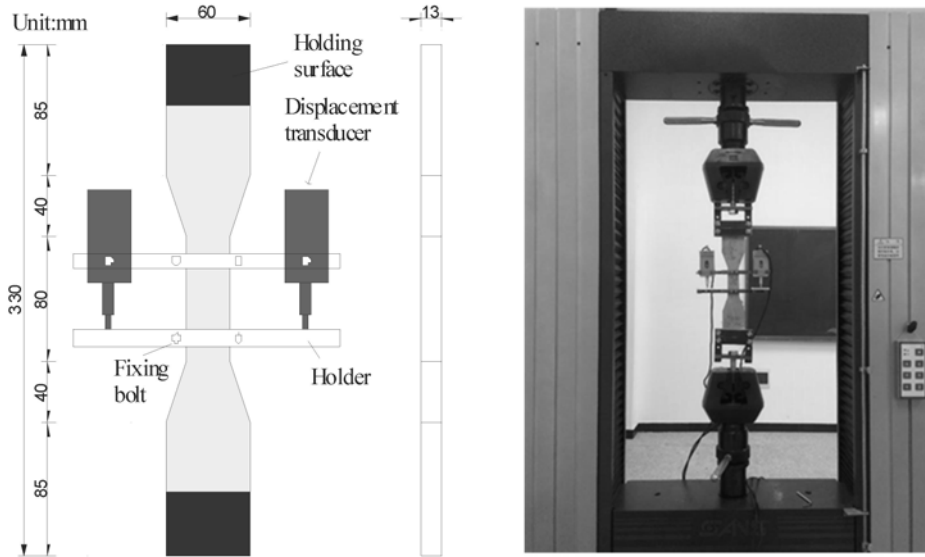 Unit:mm
60
13
Holding
surface
Displacement
transducer
85
40
330
80
40
85
Fixing
bolt
Holder